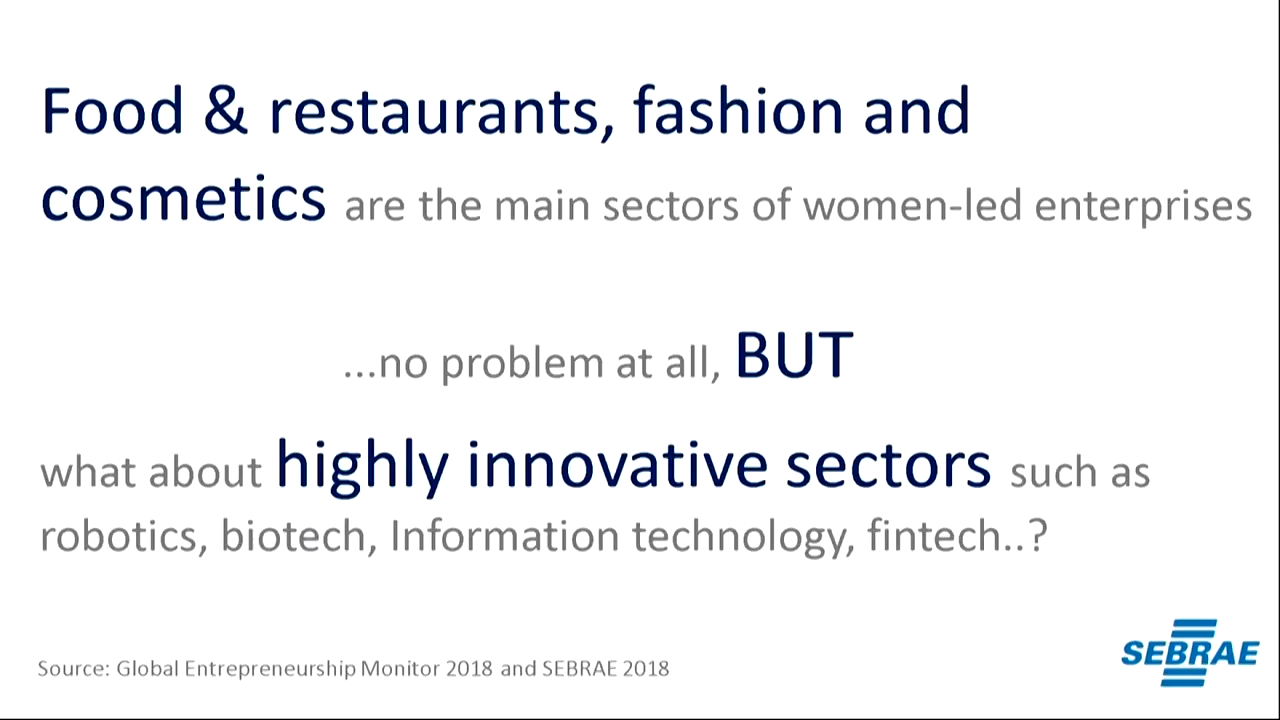 Food & restaurants, fashion and
cosmetics are the main sectors of women-led enterprises
...no problem at all, BUT
what about highly innovative sectors such as
robotics, biotech, Information technology, fintech..?
Source: Global Entrepreneurship Monitor 2018 and SEBRAE 2018
SEBRAE